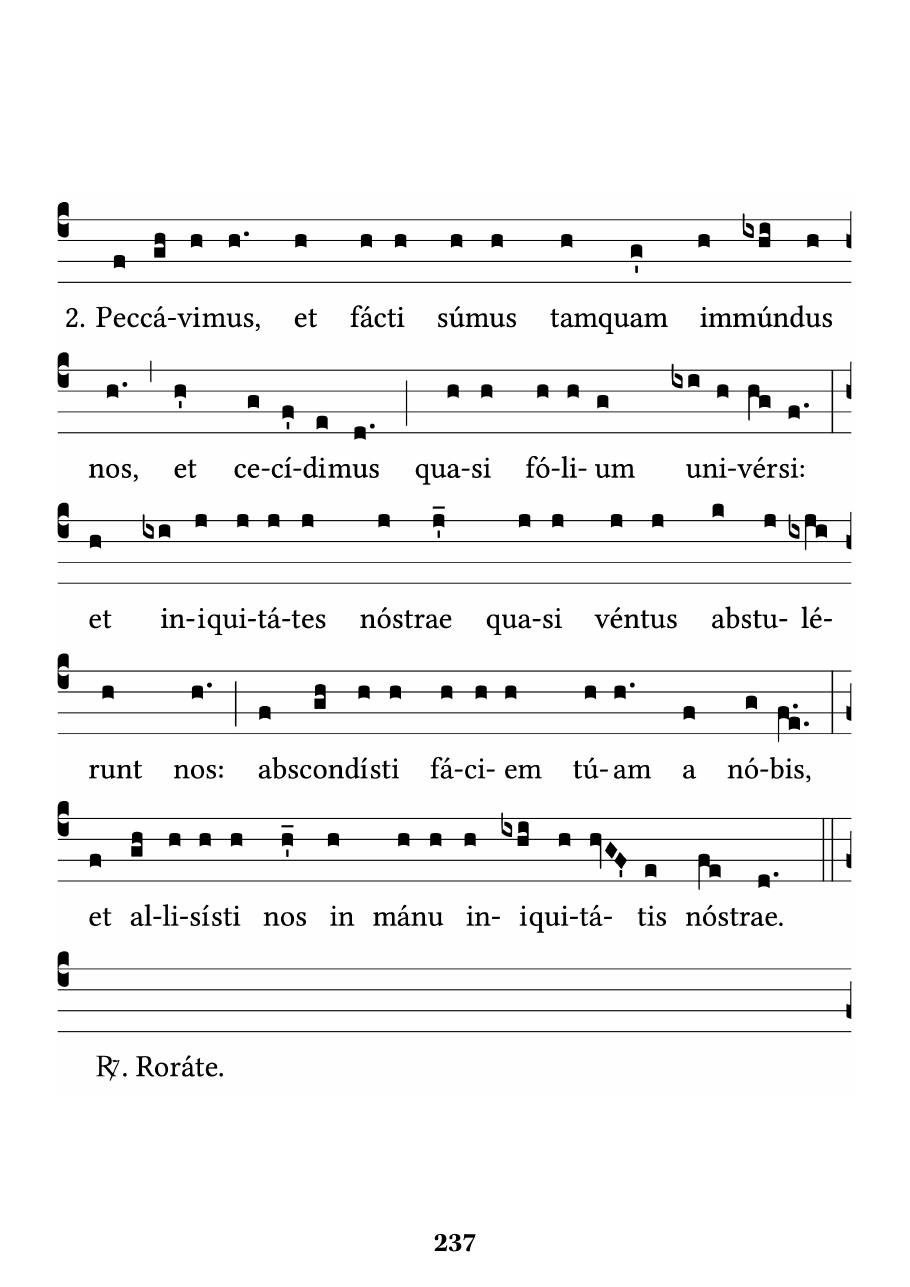 2. Peccá-vimus, et fácti súmus tamquam immúndus
nos, et ce-cí-dimus qua-si fó-li-um uni-vérsi:
et in-iqui-tá-tes nóstrae qua-si véntus abstu-lé-
runt nos: abscondísti fá-ci-em tú-am a nó-bis,
et al-li-sísti nos in mánu in-iqui-tá-tis nóstrae.
℟. Roráte.
237